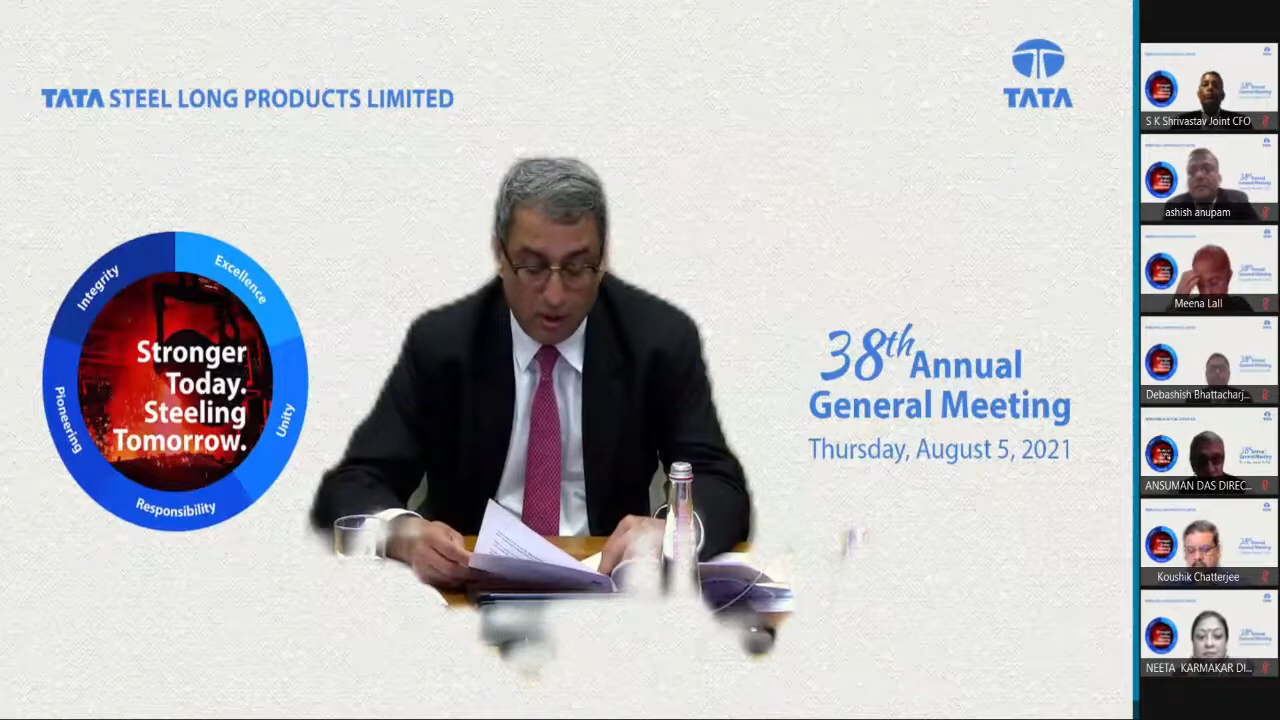 TATA STEEL LONG PRODUCTS LIMITED
TATA
Integrity
Excellence
Pioneering
Unity
Responsibility
Stronger
Today.
Steeling
Tomorrow.
38th Annual
General Meeting
Thursday, August 5, 2021
S K Shrivastav Joint CFO
ashish anupam
Meena Lall
Debashish Bhattacharj...
ANSUMAN DAS DIREC...
Koushik Chatterjee
NEETA KARMAKAR DI...